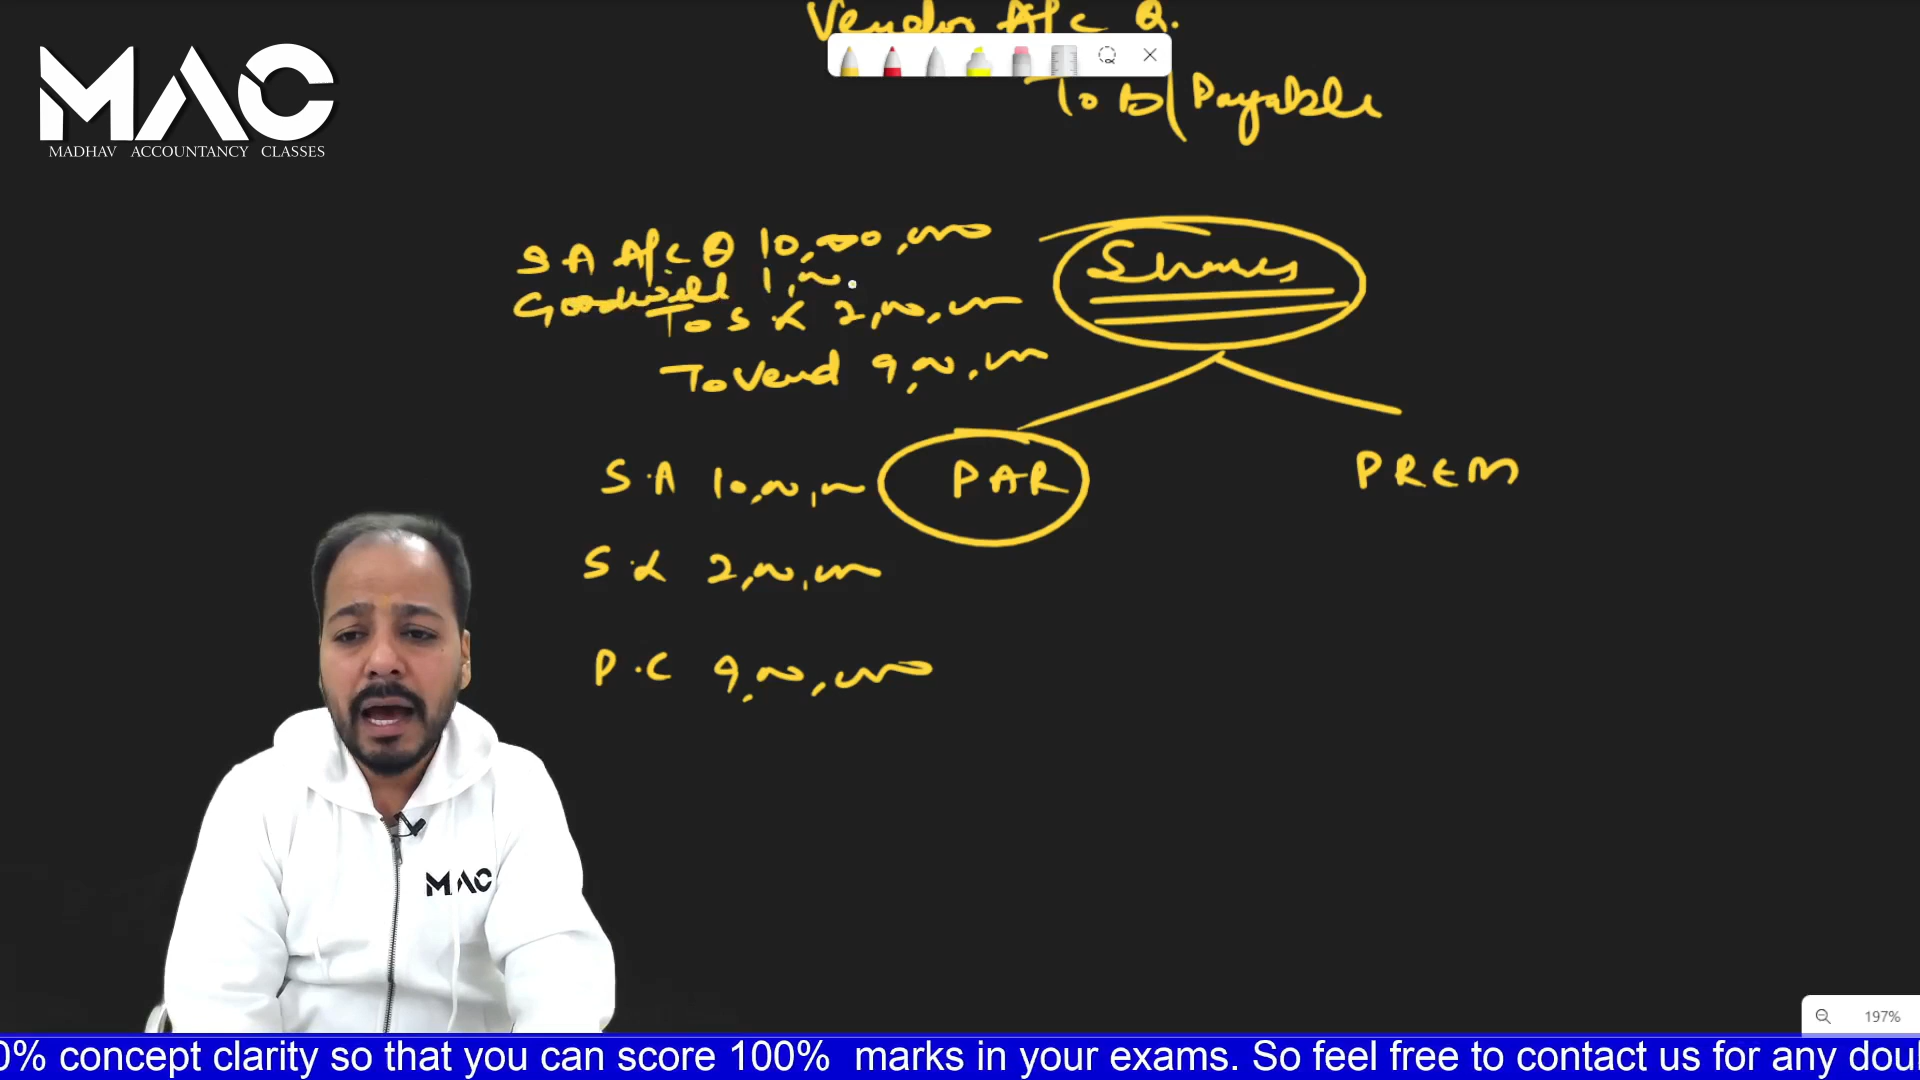 MAC
MADHAV ACCOUNTANCY CLASSES
Vendor A/c Dr.
To B/Payable
SA A/c Dr 10,00,000
Goodwill 1,00
To S.L 2,00,000
To Vend 9,00,000
Shares
S.A 10,00,000
PAR
PREM
S.L 2,00,000
P.C 9,00,000
MAC
197%
0% concept clarity so that you can score 100% marks in your exams. So feel free to contact us for any dou